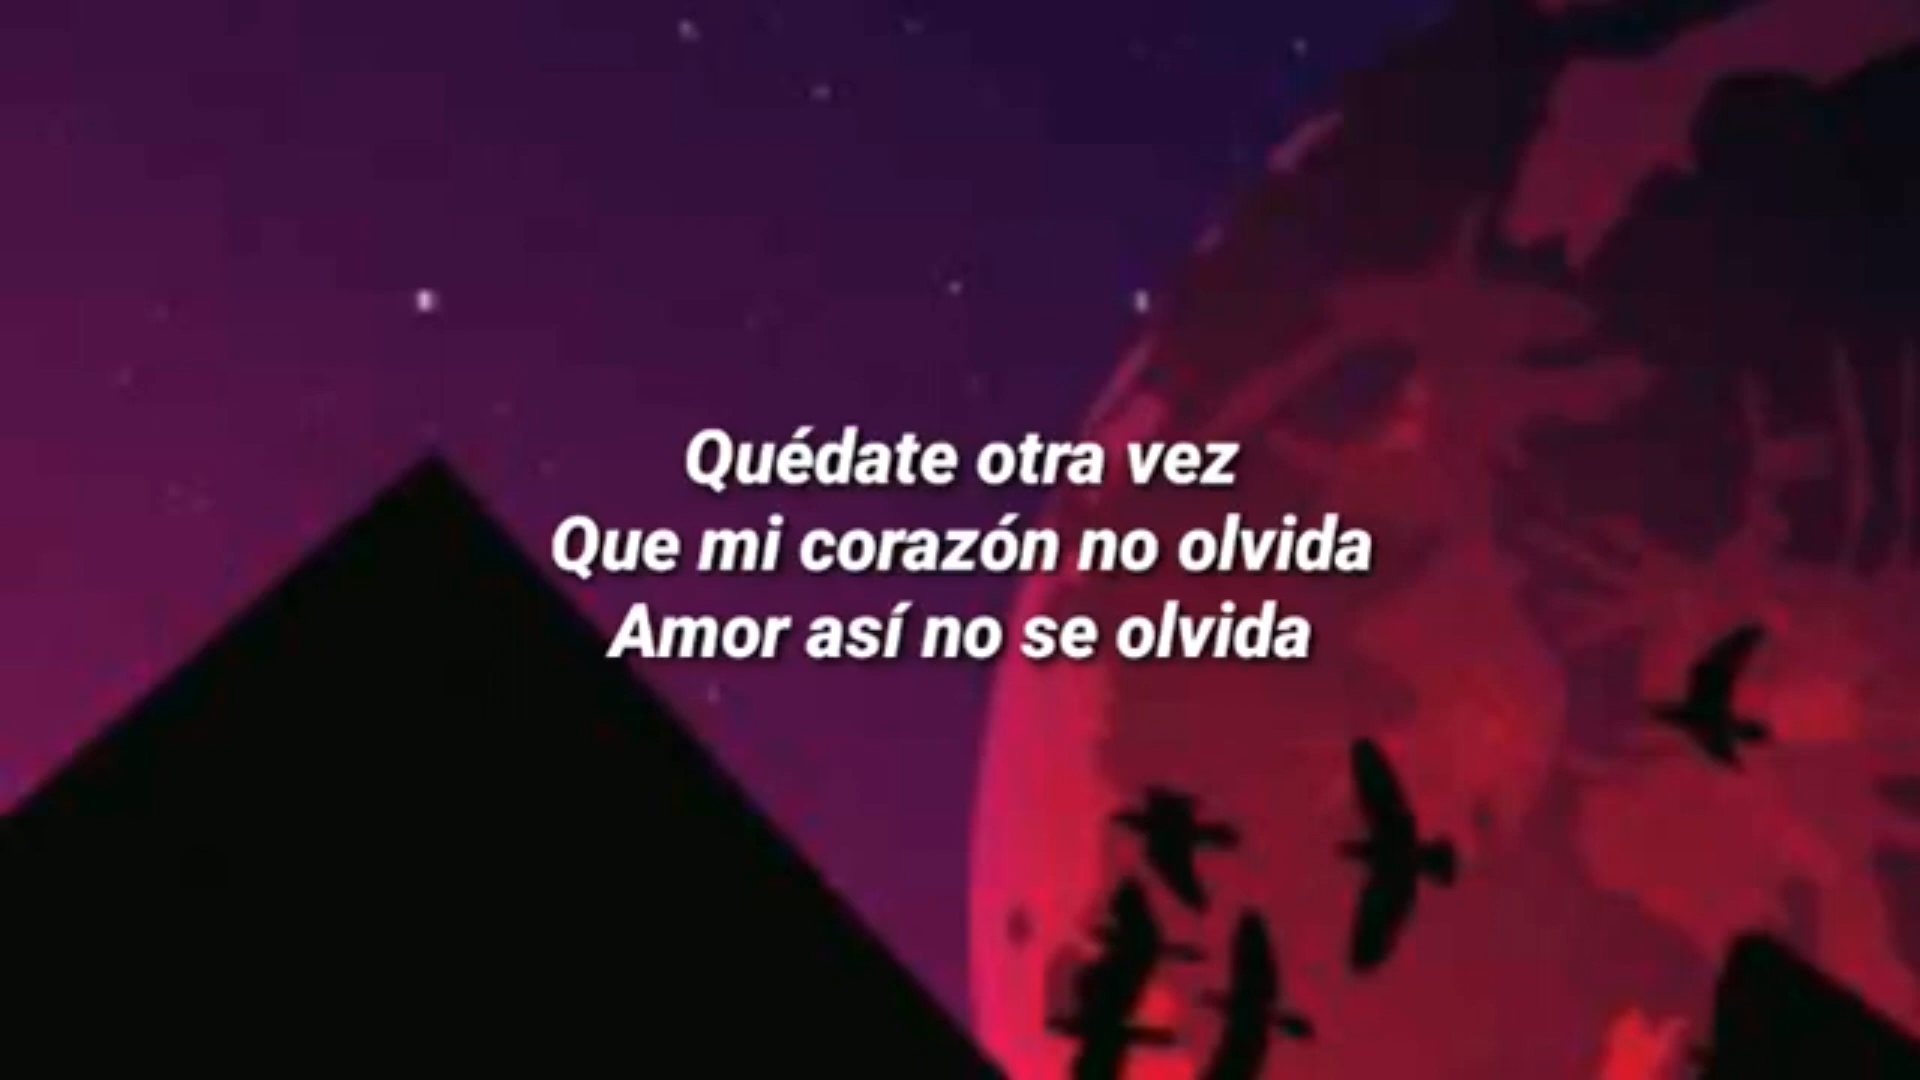 Quédate otra vez
Que mi corazón no olvida
Amor así no se olvida